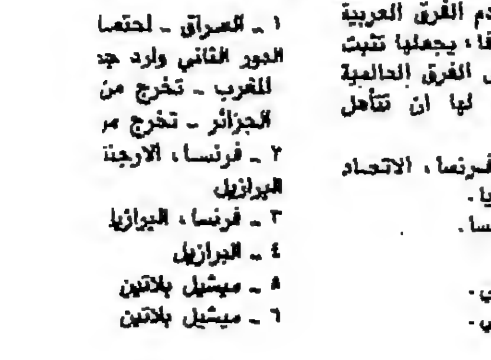 دم الفرق العربية
قا، يجعلها تثبت
الفرق العالمية
لها ان تتأهل
فرنسا، الاتحاد
يا.
سا.
ي.
ي.
١ ـ العراق ـ احتما
الدور الثاني وارد جد
المغرب ـ تخرج من
الجزائر ـ تخرج مر
٢ ـ فرنسا، الارجنت
البرازيل
٣ ـ فرنسا، البرازيل
٤ ـ البرازيل
٥ ـ ميشيل بلاتين
٦ ـ ميشيل بلاتين